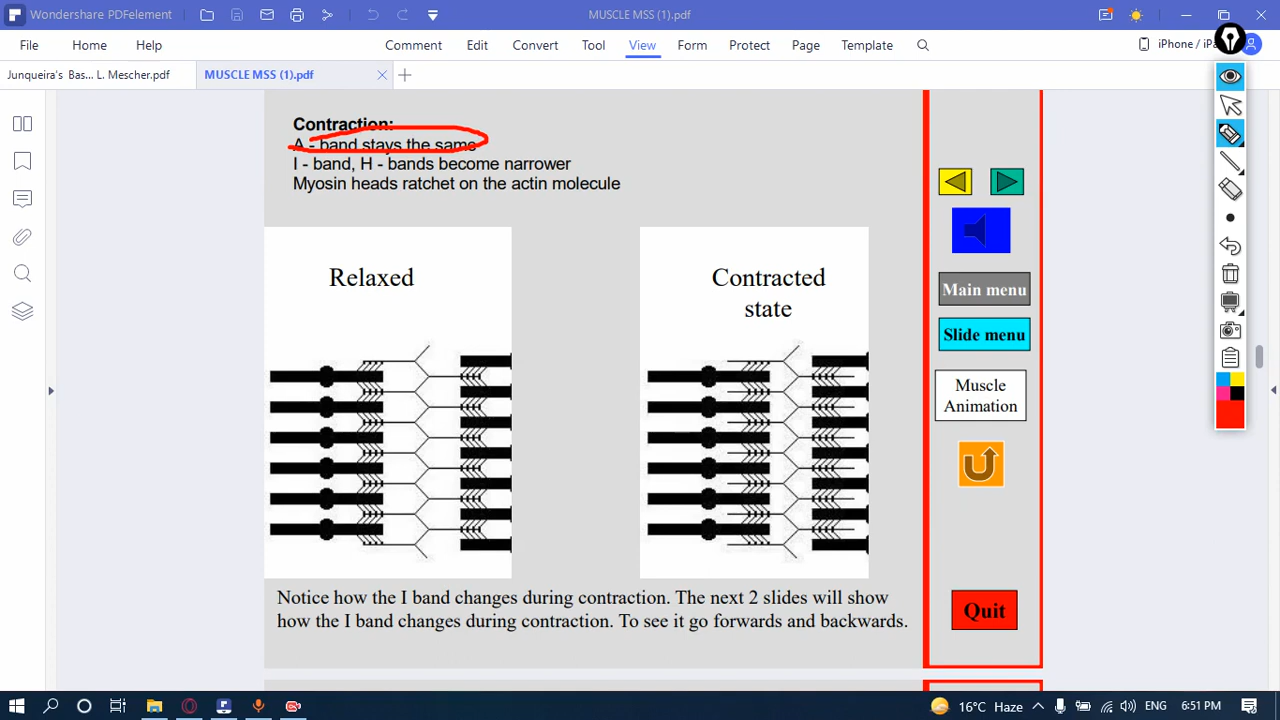 Wondershare PDFelement
MUSCLE MSS (1).pdf
File Home Help Comment Edit Convert Tool View Form Protect Page Template iPhone / iPa
Junqueira's Bas... L. Mescher.pdf
MUSCLE MSS (1).pdf
Contraction:
A - band stays the same
I - band, H - bands become narrower
Myosin heads ratchet on the actin molecule
Relaxed
Contracted
state
Main menu
Slide menu
Muscle
Animation
Quit
Notice how the I band changes during contraction. The next 2 slides will show
how the I band changes during contraction. To see it go forwards and backwards.
16°C Haze ENG 6:51 PM